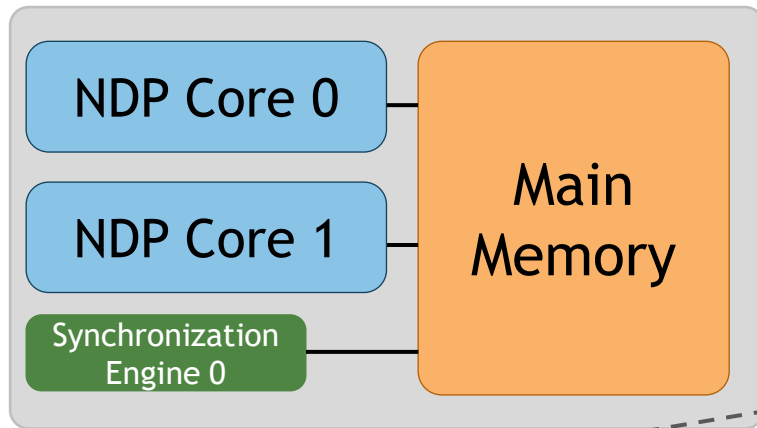 NDP Core 0
NDP Core 1
Synchronization
Engine 0
Main
Memory